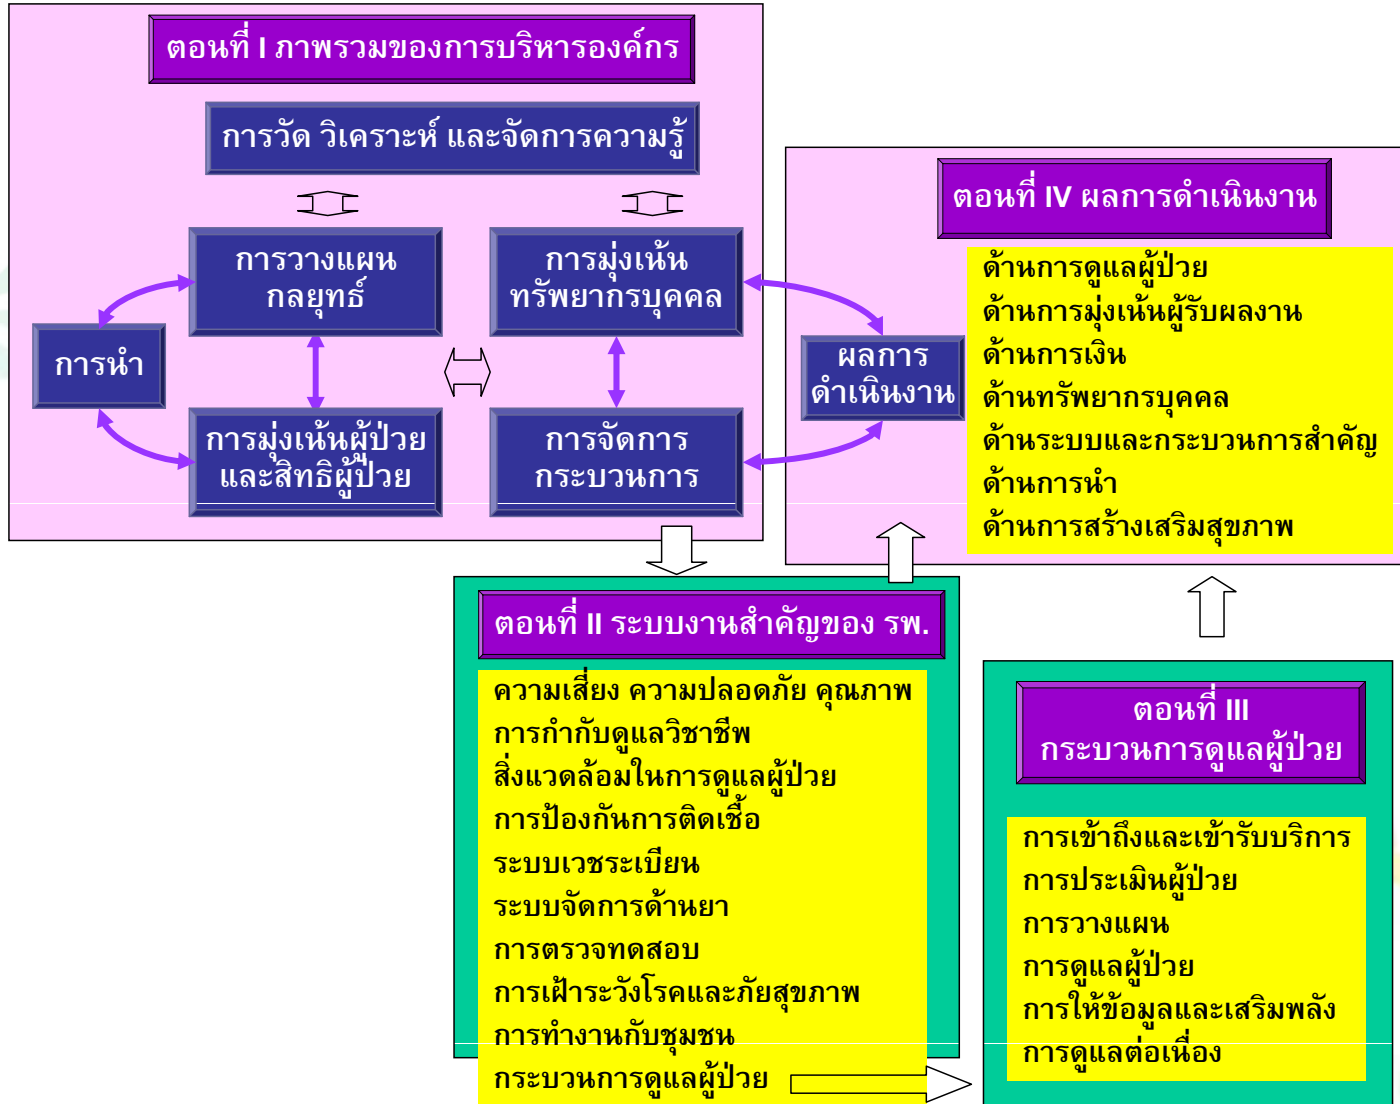 ตอนที่ I ภาพรวมของการบริหารองค์กร
การวัด วิเคราะห์ และจัดการความรู้
การวางแผน
กลยุทธ์
การมุ่งเน้น
ทรัพยากรบุคคล
การนำ
การมุ่งเน้นผู้ป่วย
และสิทธิผู้ป่วย
การจัดการ
กระบวนการ
ผลการ
ดำเนินงาน
ตอนที่ IV ผลการดำเนินงาน
ด้านการดูแลผู้ป่วย
ด้านการมุ่งเน้นผู้รับผลงาน
ด้านการเงิน
ด้านทรัพยากรบุคคล
ด้านระบบและกระบวนการสำคัญ
ด้านการนำ
ด้านการสร้างเสริมสุขภาพ
ตอนที่ II ระบบงานสำคัญของ รพ.
ความเสี่ยง ความปลอดภัย คุณภาพ
การกำกับดูแลวิชาชีพ
สิ่งแวดล้อมในการดูแลผู้ป่วย
การป้องกันการติดเชื้อ
ระบบเวชระเบียน
ระบบจัดการด้านยา
การตรวจทดสอบ
การเฝ้าระวังโรคและภัยสุขภาพ
การทำงานกับชุมชน
กระบวนการดูแลผู้ป่วย
ตอนที่ III
กระบวนการดูแลผู้ป่วย
การเข้าถึงและเข้ารับบริการ
การประเมินผู้ป่วย
การวางแผน
การดูแลผู้ป่วย
การให้ข้อมูลและเสริมพลัง
การดูแลต่อเนื่อง